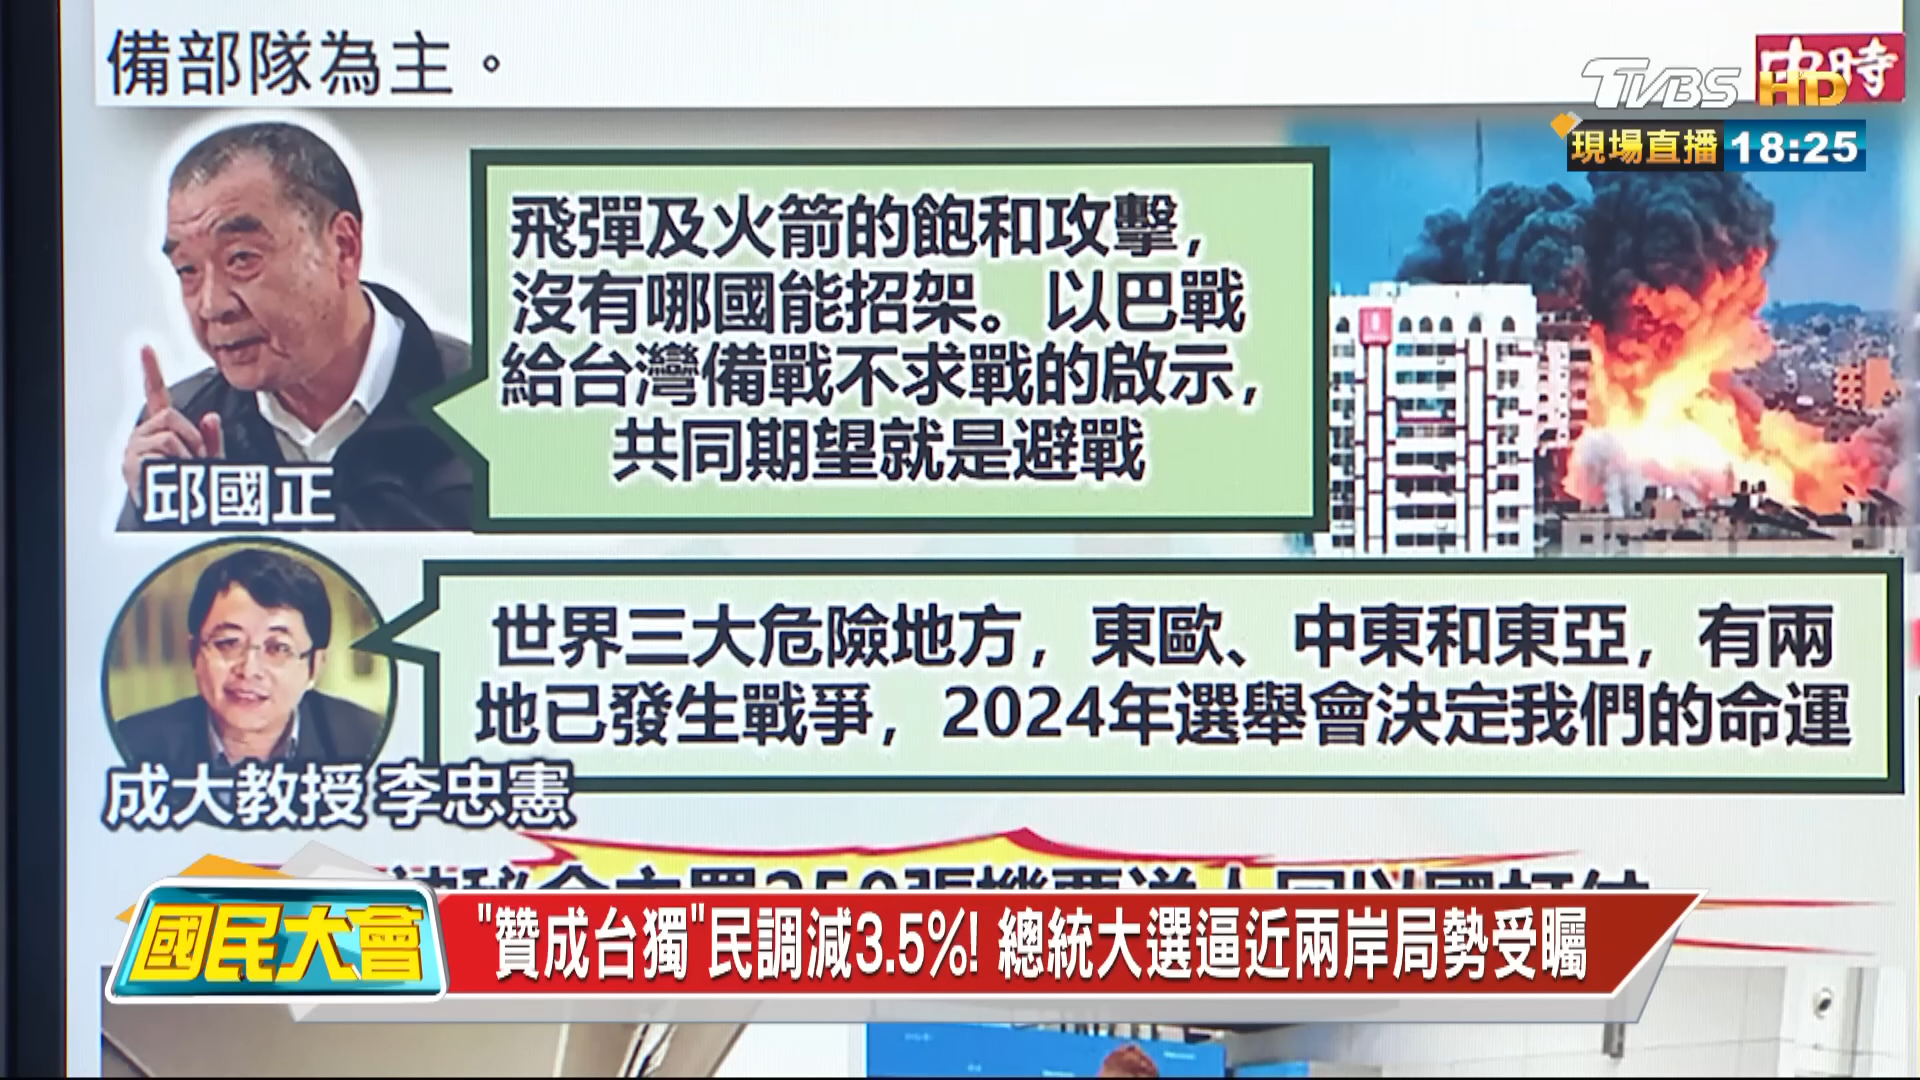 備部隊為主。
中時
TVBS HD
現場直播 18:25
飛彈及火箭的飽和攻擊，
沒有哪國能招架。以巴戰
給台灣備戰不求戰的啟示，
共同期望就是避戰
邱國正
世界三大危險地方，東歐、中東和東亞，有兩
地已發生戰爭，2024年選舉會決定我們的命運
成大教授 李忠憲
國民大會
"贊成台獨"民調減3.5%! 總統大選逼近兩岸局勢受矚